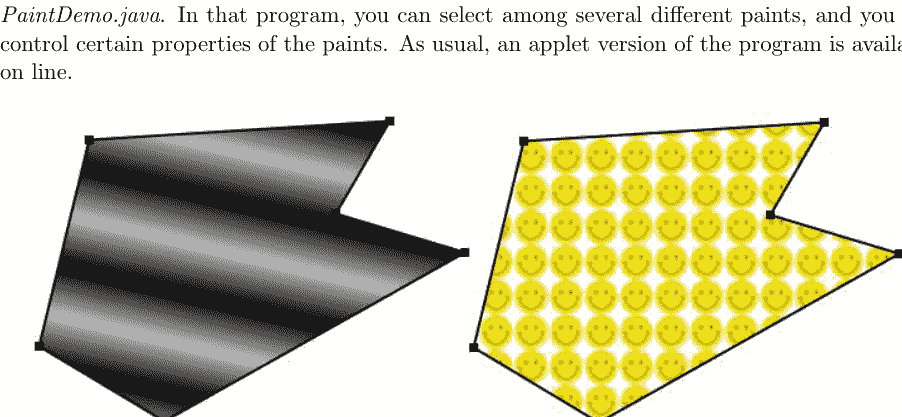 PaintDemo.java. In that program, you can select among several different paints, and you
control certain properties of the paints. As usual, an applet version of the program is
on line.